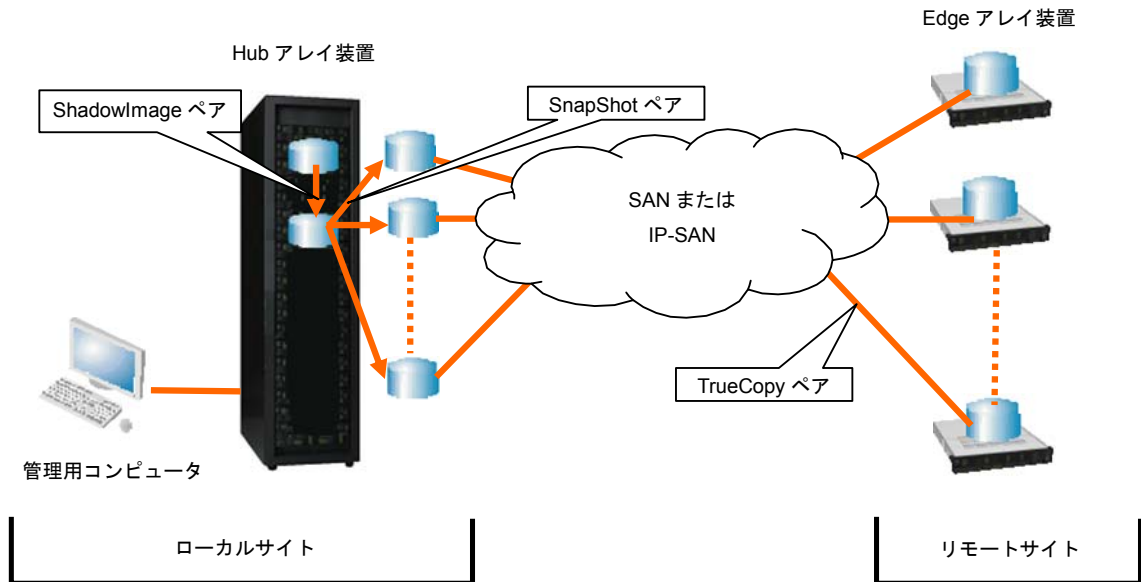 Edge アレイ装置
Hub アレイ装置
ShadowImage ペア
SnapShot ペア
SAN または
IP-SAN
TrueCopy ペア
管理用コンピュータ
ローカルサイト
リモートサイト